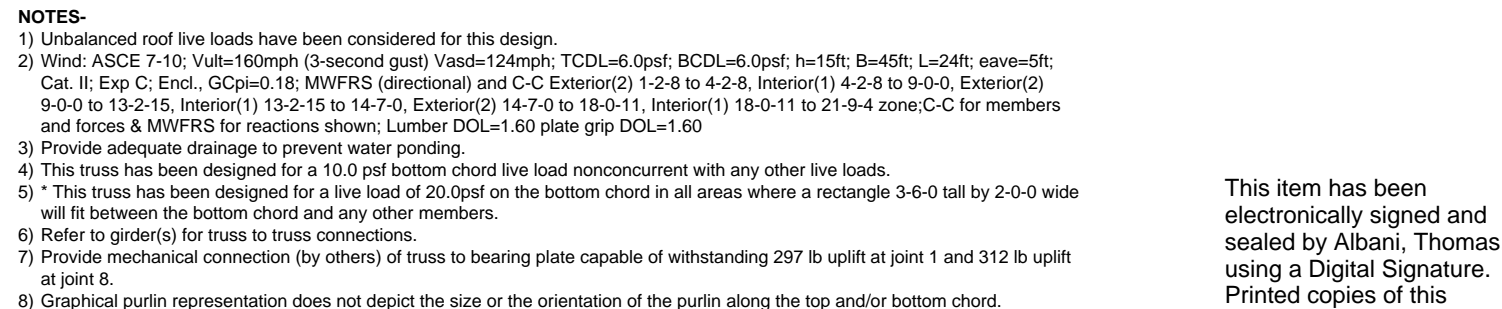 NOTES-
1) Unbalanced roof live loads have been considered for this design.
2) Wind: ASCE 7-10; Vult=160mph (3-second gust) Vasd=124mph; TCDL=6.0psf; BCDL=6.0psf; h=15ft; B=45ft; L=24ft; eave=5ft;
Cat. II; Exp C; Encl., GCpi=0.18; MWFRS (directional) and C-C Exterior(2) 1-2-8 to 4-2-8, Interior(1) 4-2-8 to 9-0-0, Exterior(2)
9-0-0 to 13-2-15, Interior(1) 13-2-15 to 14-7-0, Exterior(2) 14-7-0 to 18-0-11, Interior(1) 18-0-11 to 21-9-4 zone;C-C for members
and forces & MWFRS for reactions shown; Lumber DOL=1.60 plate grip DOL=1.60
3) Provide adequate drainage to prevent water ponding.
4) This truss has been designed for a 10.0 psf bottom chord live load nonconcurrent with any other live loads.
5) * This truss has been designed for a live load of 20.0psf on the bottom chord in all areas where a rectangle 3-6-0 tall by 2-0-0 wide
will fit between the bottom chord and any other members.
6) Refer to girder(s) for truss to truss connections.
7) Provide mechanical connection (by others) of truss to bearing plate capable of withstanding 297 lb uplift at joint 1 and 312 lb uplift
at joint 8.
8) Graphical purlin representation does not depict the size or the orientation of the purlin along the top and/or bottom chord.
This item has been
electronically signed and
sealed by Albani, Thomas
using a Digital Signature.
Printed copies of this